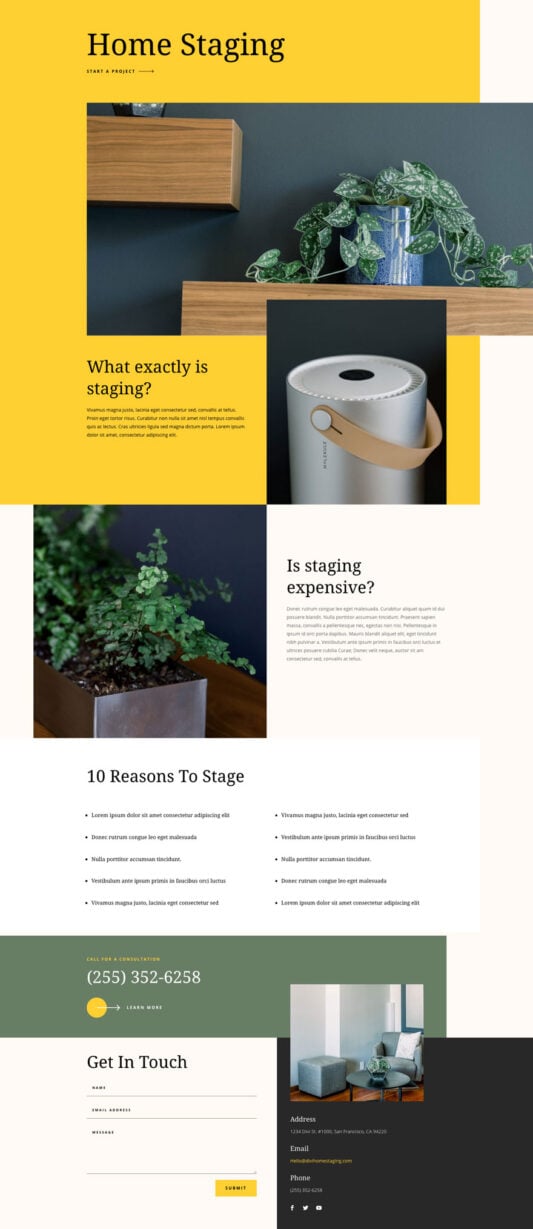 Home Staging
START A PROJECT
MOLEKULE
What exactly is
staging?
Vivamus magna justo, lacinia eget consectetur sed, convallis at tellus.
Proin eget tortor risus. Curabitur non nulla sit amet nisl tempus convallis
quis ac lectus. Cras ultricies ligula sed magna dictum porta. Lorem ipsum
dolor sit amet, consectetur adipiscing elit.
Is staging
expensive?
Donec rutrum congue leo eget malesuada. Curabitur aliquet quam id dui
posuere blandit. Nulla porttitor accumsan tincidunt. Praesent sapien
massa, convallis a pellentesque nec, egestas non nisi. Pellentesque in
ipsum id orci porta dapibus. Mauris blandit aliquet elit, eget tincidunt
nibh pulvinar a. Vestibulum ante ipsum primis in faucibus orci luctus et
ultrices posuere cubilia Curae; Donec velit neque, auctor sit am
consectetur sed, convallis at tellus.
10 Reasons To Stage
• Lorem ipsum dolor sit amet consectetur adipiscing elit
• Donec rutrum congue leo eget malesuada
• Nulla porttitor accumsan tincidunt.
• Vestibulum ante ipsum primis in faucibus orci luctus
• Vivamus magna justo, lacinia eget consectetur sed
• Vivamus magna justo, lacinia eget consectetur sed
• Vestibulum ante ipsum primis in faucibus orci luctus
• Nulla porttitor accumsan tincidunt.
• Donec rutrum congue leo eget malesuada
• Lorem ipsum dolor sit amet consectetur adipiscing elit
CALL FOR A CONSULTATION
(255) 352-6258
LEARN MORE
Get In Touch
NAME
EMAIL ADDRESS
MESSAGE
SUBMIT
Address
1234 Divi St. #1000, San Francisco, CA 94220
Email
Hello@divihomestaging.com
Phone
(255) 352-6258